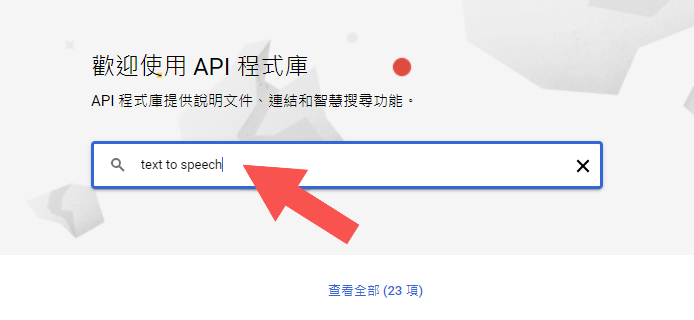 歡迎使用 API 程式庫
API 程式庫提供說明文件、連結和智慧搜尋功能。
text to speech
查看全部 (23 項)